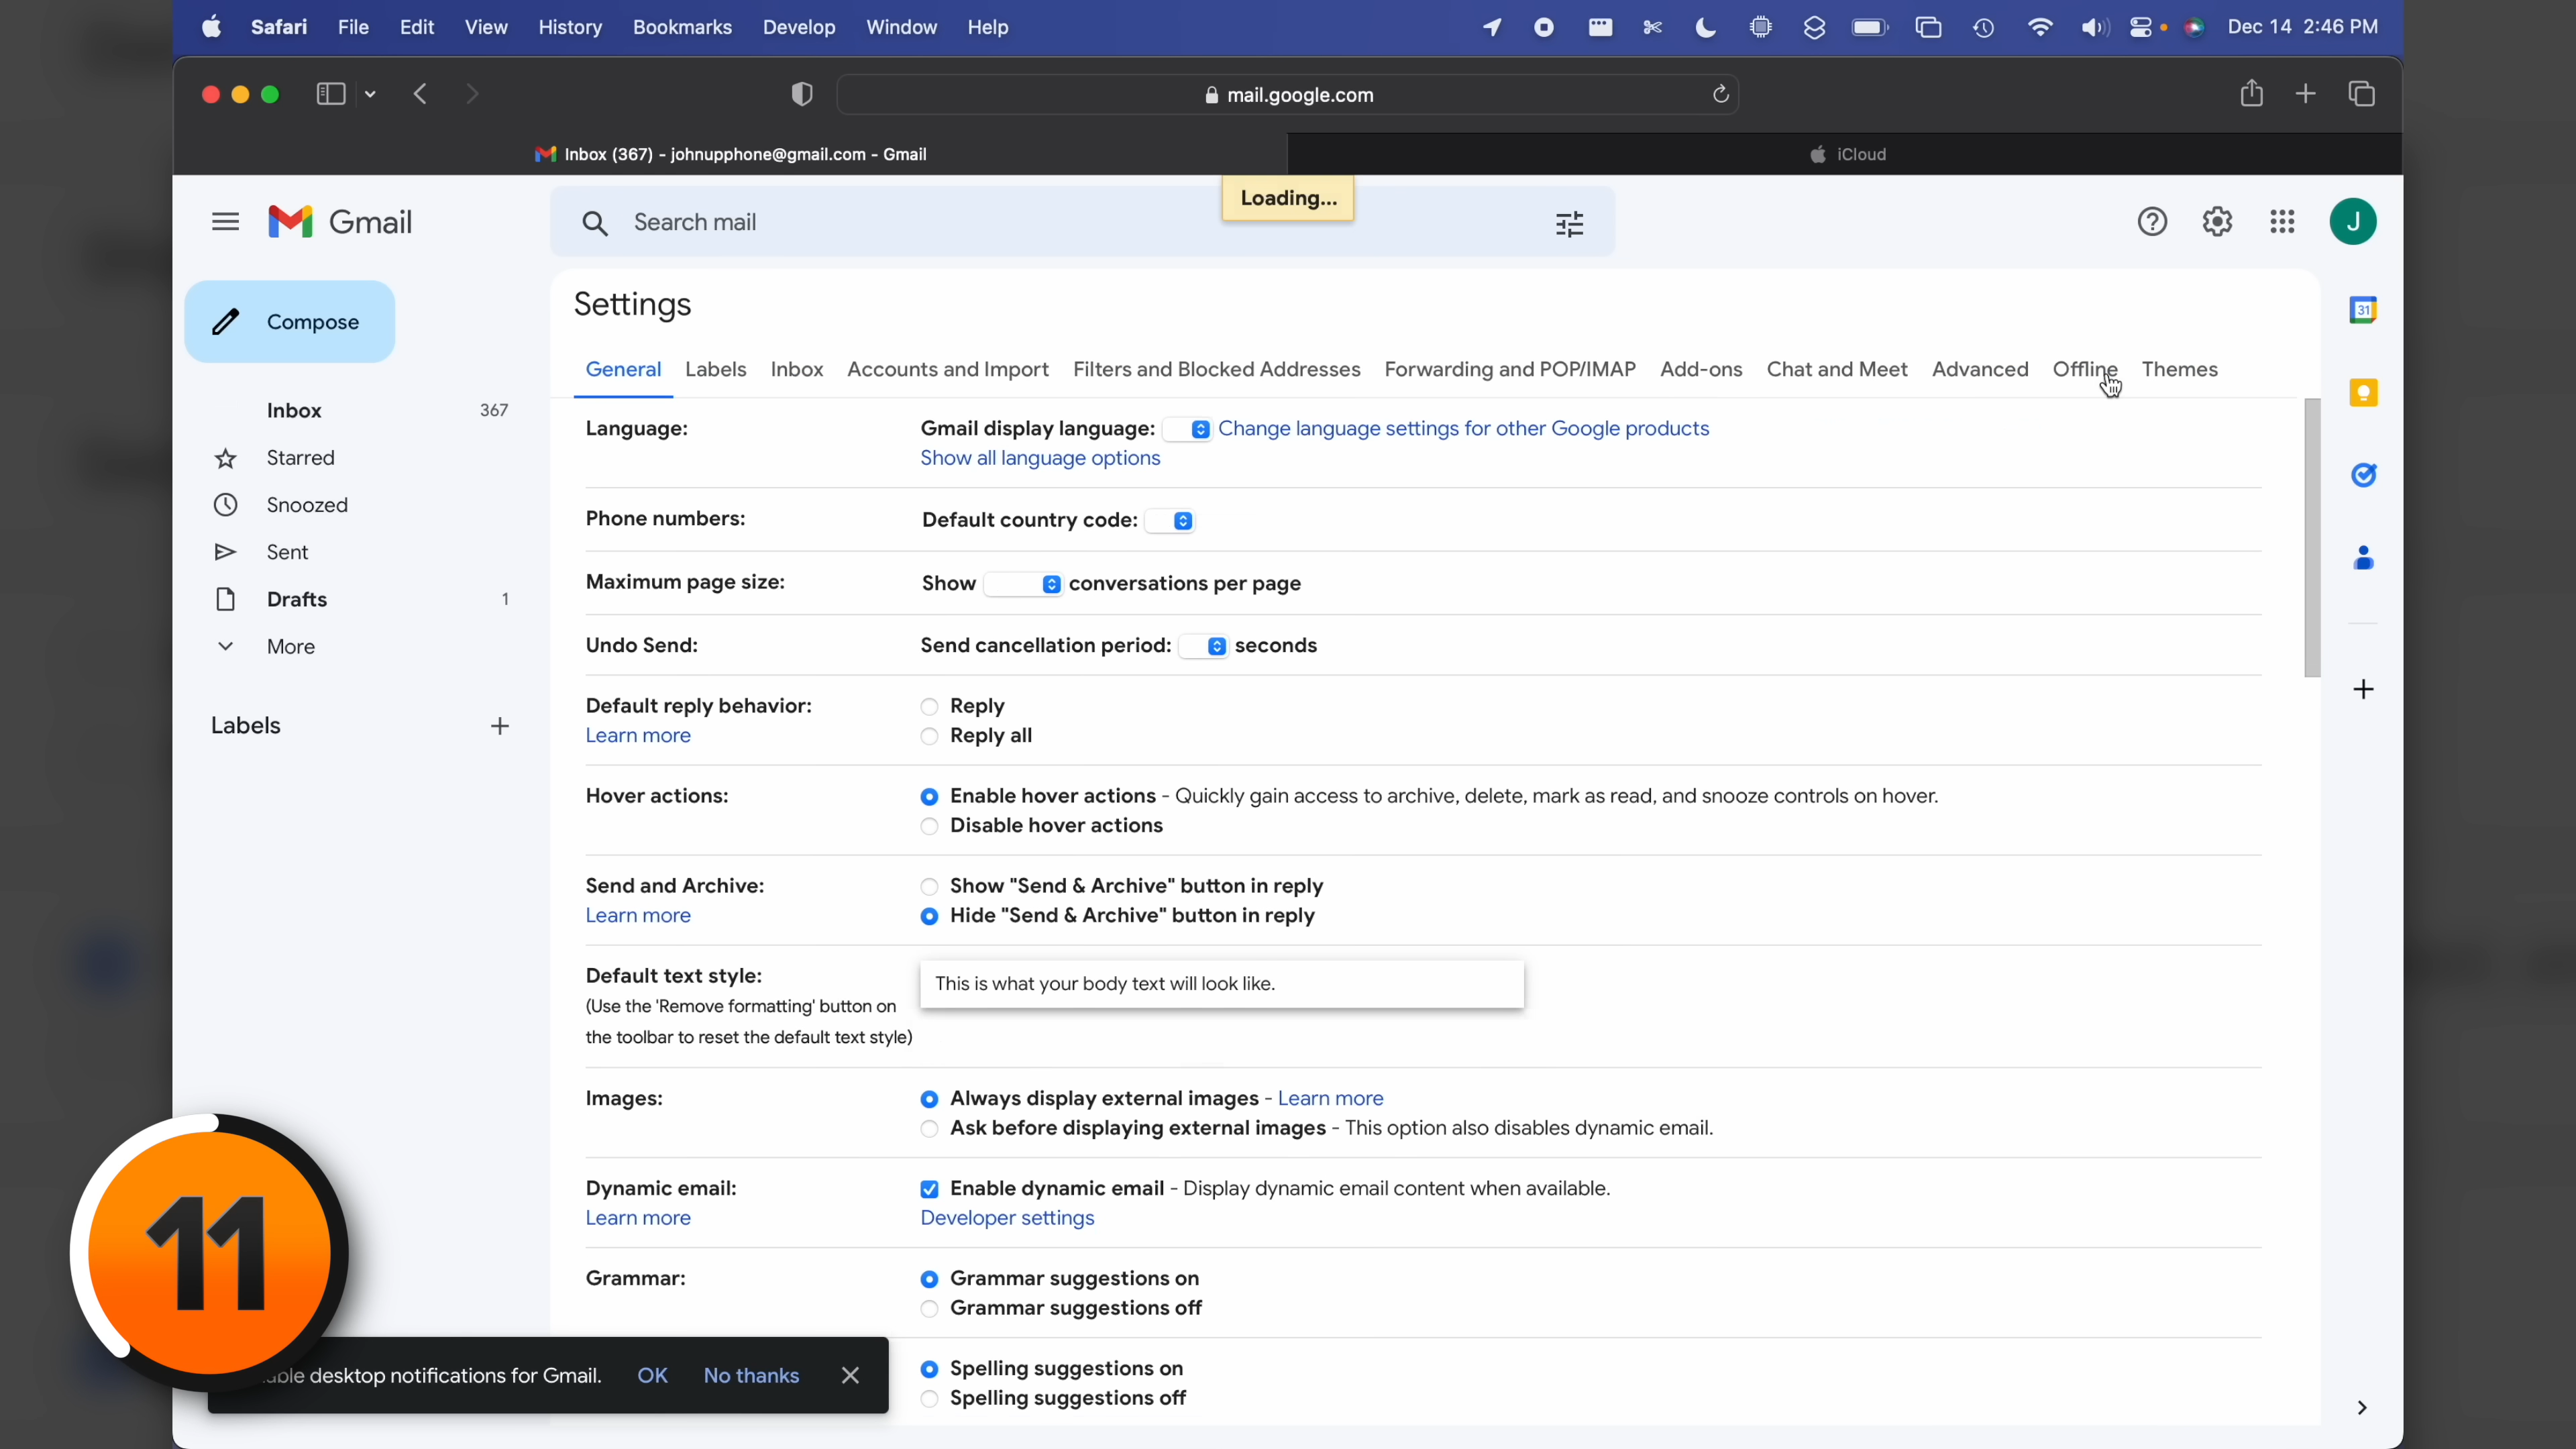 Safari File Edit View History Bookmarks Develop Window Help
Dec 14 2:46 PM
mail.google.com
Inbox (367) - johnupphone@gmail.com - Gmail
iCloud
Loading...
Gmail
Search mail
J
Compose
Settings
General Labels Inbox Accounts and Import Filters and Blocked Addresses Forwarding and POP/IMAP Add-ons Chat and Meet Advanced Offline Themes
31
Inbox 367
Starred
Snoozed
Sent
Drafts 1
More
Labels
Language: Gmail display language: Change language settings for other Google products
Show all language options
Phone numbers: Default country code:
Maximum page size: Show conversations per page
Undo Send: Send cancellation period: seconds
Default reply behavior: Reply
Learn more Reply all
Hover actions: Enable hover actions - Quickly gain access to archive, delete, mark as read, and snooze controls on hover.
Disable hover actions
Send and Archive: Show "Send & Archive" button in reply
Learn more Hide "Send & Archive" button in reply
Default text style: This is what your body text will look like.
(Use the 'Remove formatting' button on
the toolbar to reset the default text style)
Images: Always display external images - Learn more
Ask before displaying external images - This option also disables dynamic email.
Dynamic email: Enable dynamic email - Display dynamic email content when available.
Learn more Developer settings
Grammar: Grammar suggestions on
Grammar suggestions off
Spelling suggestions on
Spelling suggestions off
11
desktop notifications for Gmail. OK No thanks